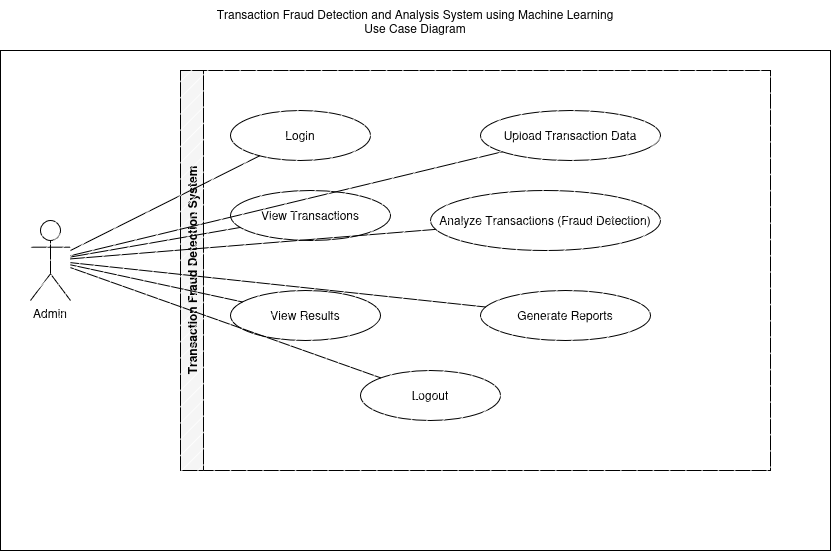 Transaction Fraud Detection and Analysis System using Machine Learning
Use Case Diagram
Transaction Fraud Detection System
Login
Upload Transaction Data
View Transactions
Analyze Transactions (Fraud Detection)
Admin
View Results
Generate Reports
Logout